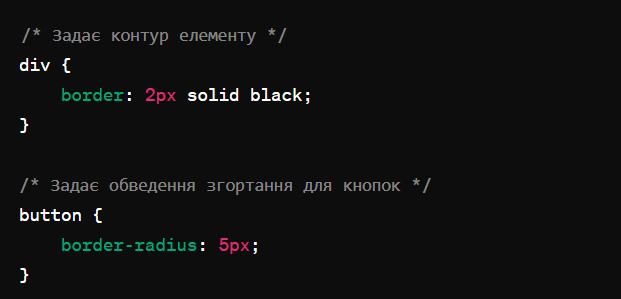 /* Задає контур елементу */
div {
    border: 2px solid black;
}

/* Задає обведення згортання для кнопок */
button {
    border-radius: 5px;
}